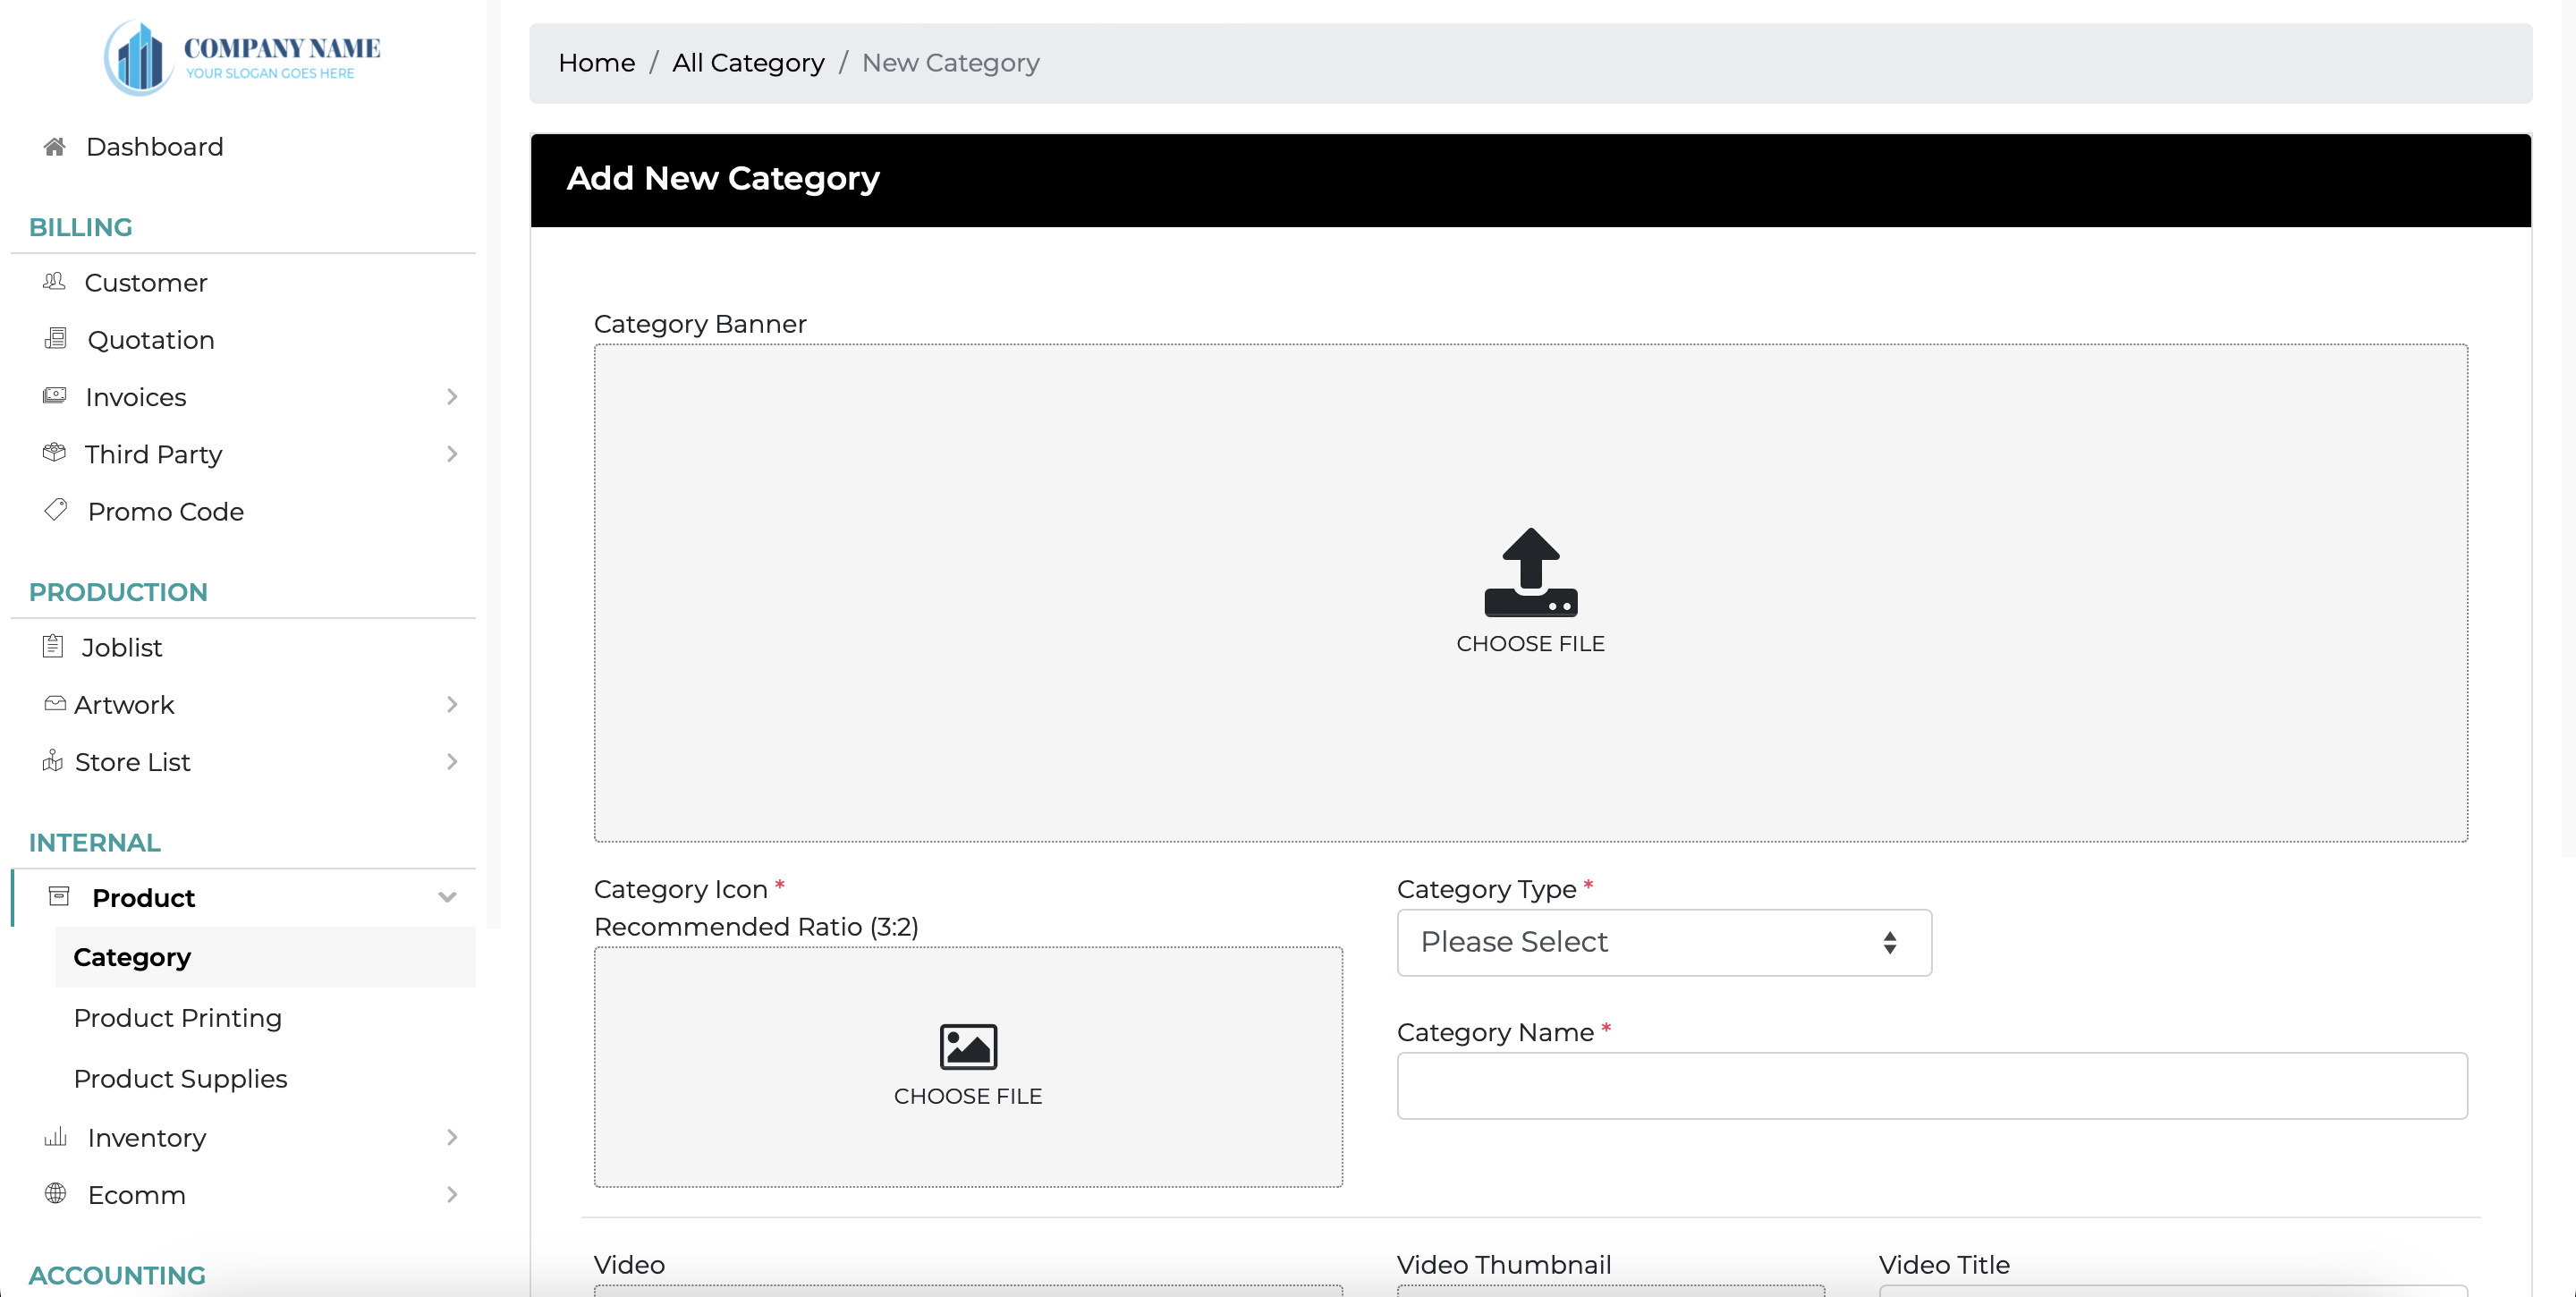 COMPANY NAME
YOUR SLOGAN GOES HERE
Dashboard
BILLING
Customer
Quotation
Invoices
Third Party
Promo Code
PRODUCTION
Joblist
Artwork
Store List
INTERNAL
Product
Category
Product Printing
Product Supplies
Inventory
Ecomm
ACCOUNTING
Home / All Category / New Category
Add New Category
Category Banner
CHOOSE FILE
Category Icon *
Recommended Ratio (3:2)
CHOOSE FILE
Category Type *
Please Select
Category Name *
Video
Video Thumbnail
Video Title